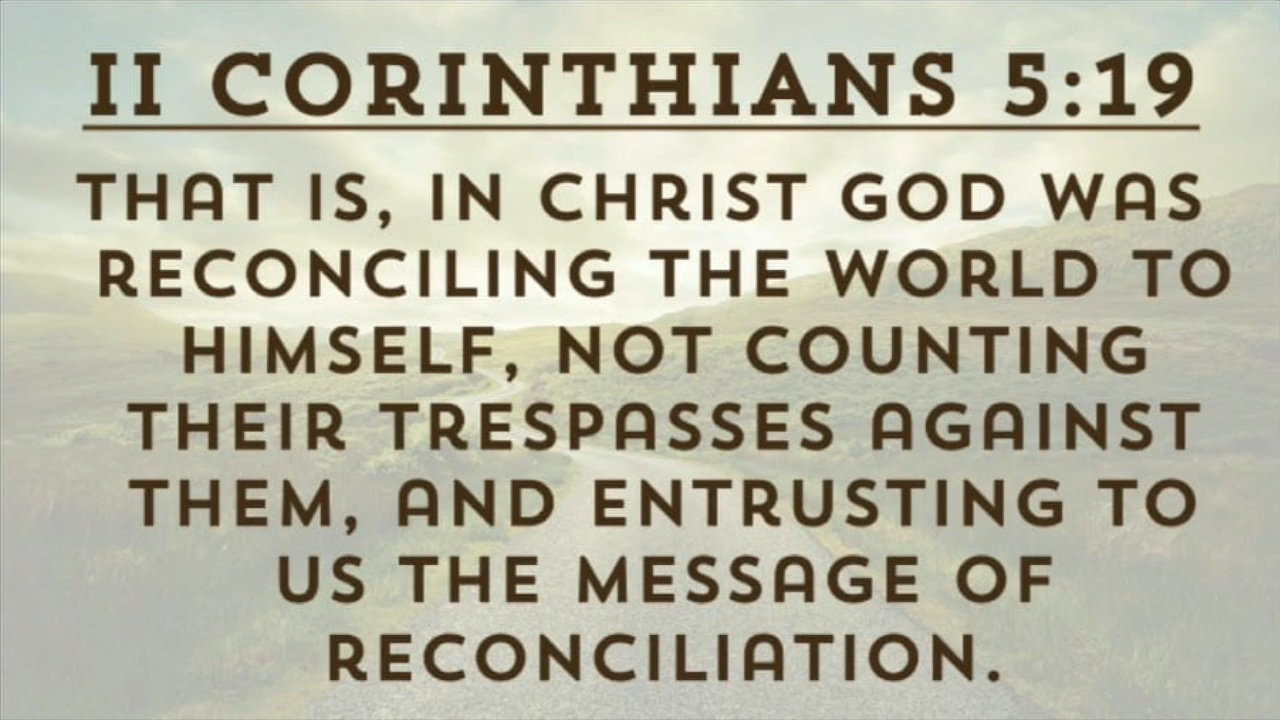 II CORINTHIANS 5:19
THAT IS, IN CHRIST GOD WAS
RECONCILING THE WORLD TO
HIMSELF, NOT COUNTING
THEIR TRESPASSES AGAINST
THEM, AND ENTRUSTING TO
US THE MESSAGE OF
RECONCILIATION.